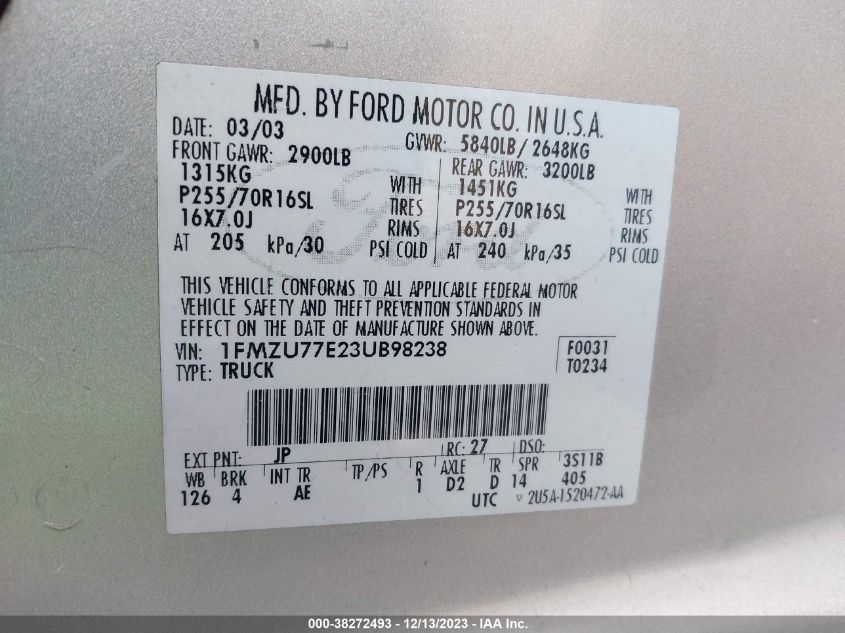 MFD. BY FORD MOTOR CO. IN U.S.A.
DATE: 03/03 GVWR: 5840LB/ 2648KG
FRONT GAWR: 2900LB REAR GAWR: 3200LB
1315KG WITH 1451KG WITH
P255/70R16SL TIRES P255/70R16SL TIRES
16X7.0J RIMS 16X7.0J RIMS
AT 205 kPa/30 PSI COLD AT 240 kPa/35 PSI COLD
Ford
THIS VEHICLE CONFORMS TO ALL APPLICABLE FEDERAL MOTOR
VEHICLE SAFETY AND THEFT PREVENTION STANDARDS IN
EFFECT ON THE DATE OF MANUFACTURE SHOWN ABOVE.
VIN: 1FMZU77E23UB98238 F0031
TYPE: TRUCK T0234
EXT PNT: JP RC: 27 DSO:
WB BRK INT TR TP/PS R AXLE TR SPR 3S11B
126 4 AE 1 D2 D 14 405
UTC ▽ 2U5A-1520472-AA
000-38272493 - 12/13/2023 - IAA Inc.